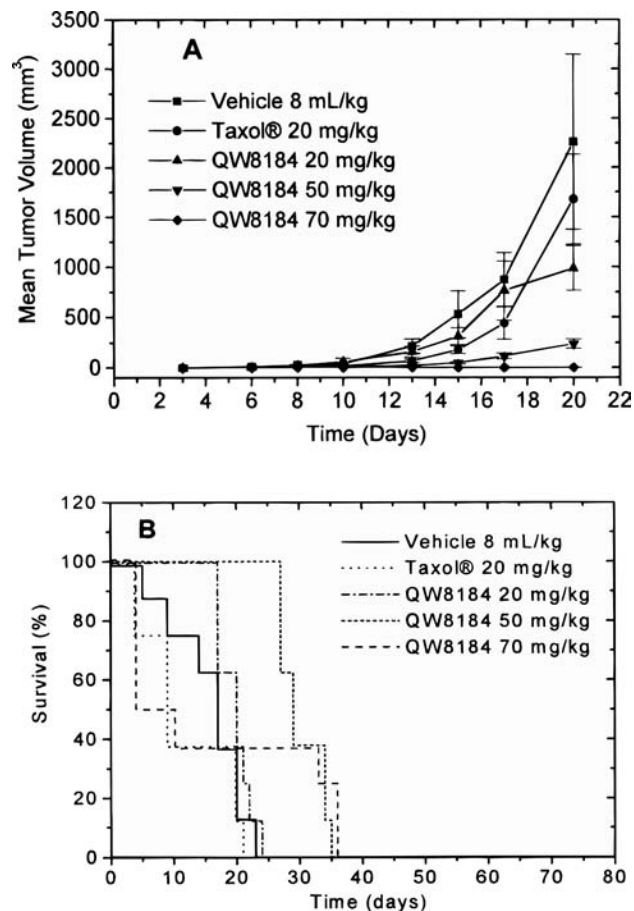 A
Mean Tumor Volume (mm³)
3500
3000
2500
2000
1500
1000
500
0
Vehicle 8 mL/kg
Taxol® 20 mg/kg
QW8184 20 mg/kg
QW8184 50 mg/kg
QW8184 70 mg/kg
0 2 4 6 8 10 12 14 16 18 20 22
Time (Days)
B
Survival (%)
120
100
80
60
40
20
0
Vehicle 8 mL/kg
Taxol® 20 mg/kg
QW8184 20 mg/kg
QW8184 50 mg/kg
QW8184 70 mg/kg
0 10 20 30 40 50 60 70 80
Time (days)